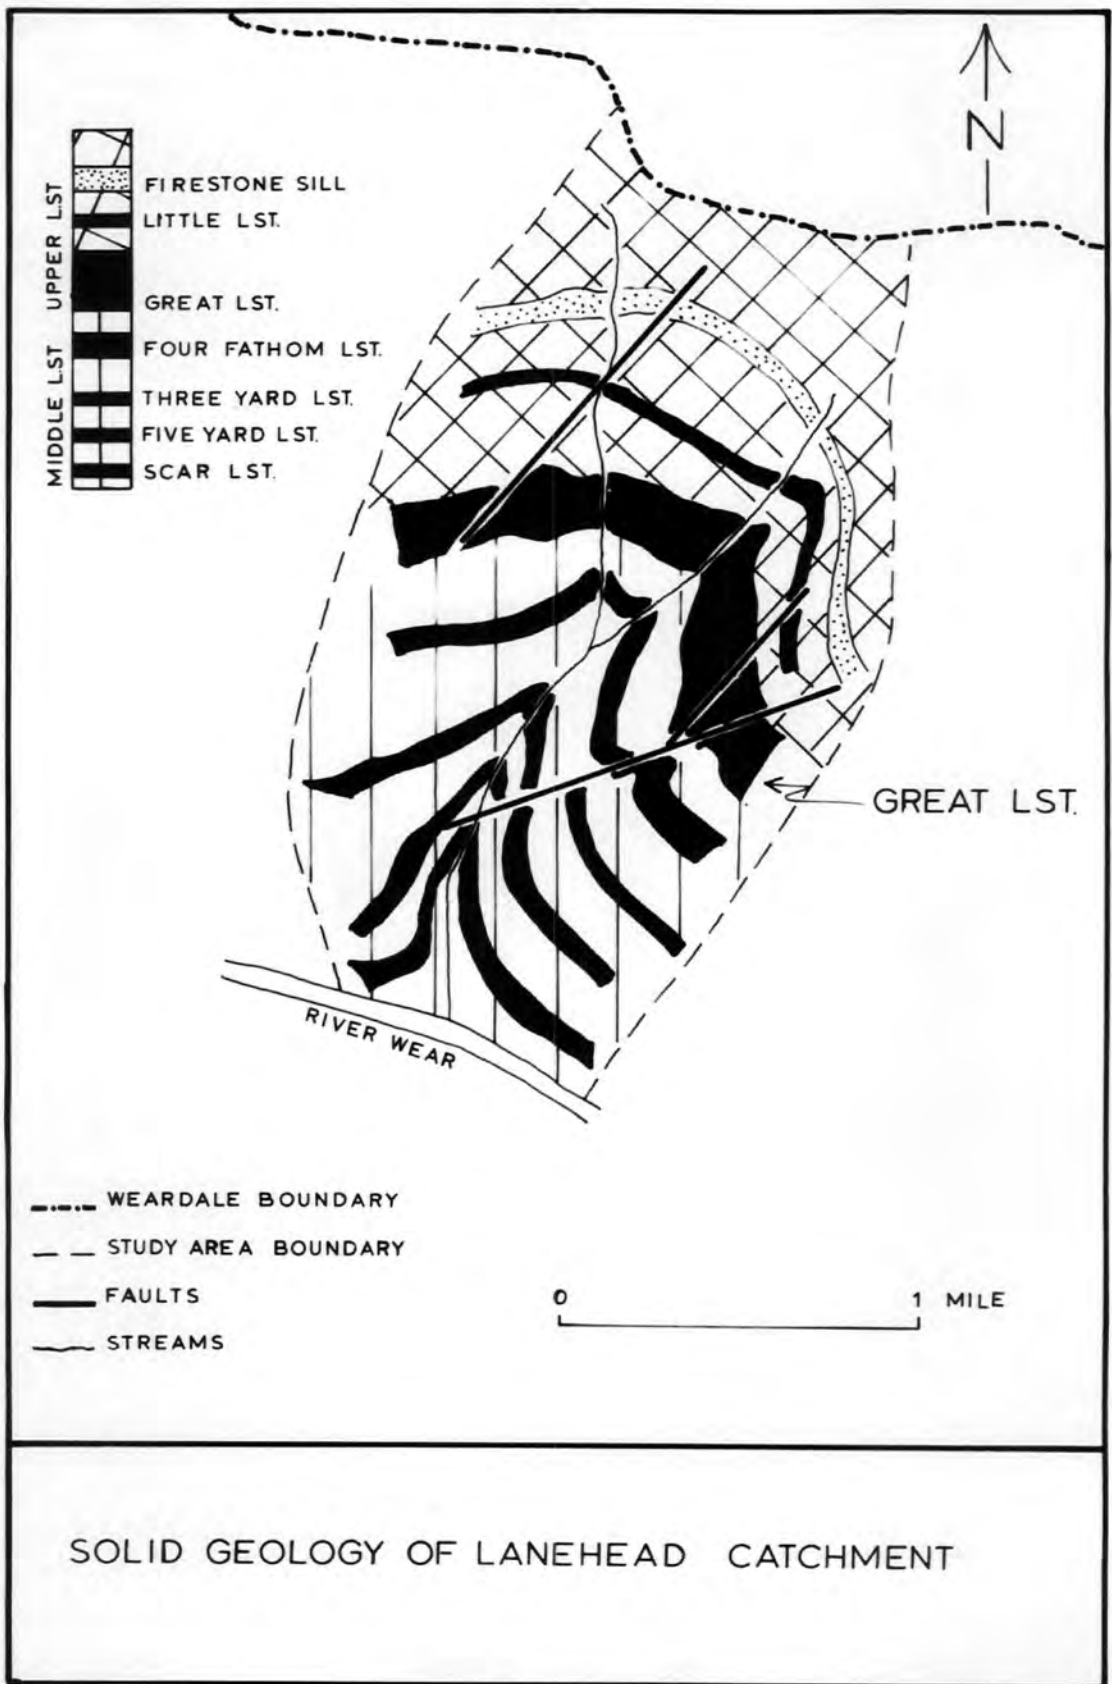 N
UPPER LST
MIDDLE LST
FIRESTONE SILL
LITTLE LST.
GREAT LST.
FOUR FATHOM LST.
THREE YARD LST.
FIVE YARD LST.
SCAR LST.
GREAT LST.
RIVER WEAR
WEARDALE BOUNDARY
STUDY AREA BOUNDARY
FAULTS
STREAMS
0 1 MILE
SOLID GEOLOGY OF LANEHEAD CATCHMENT